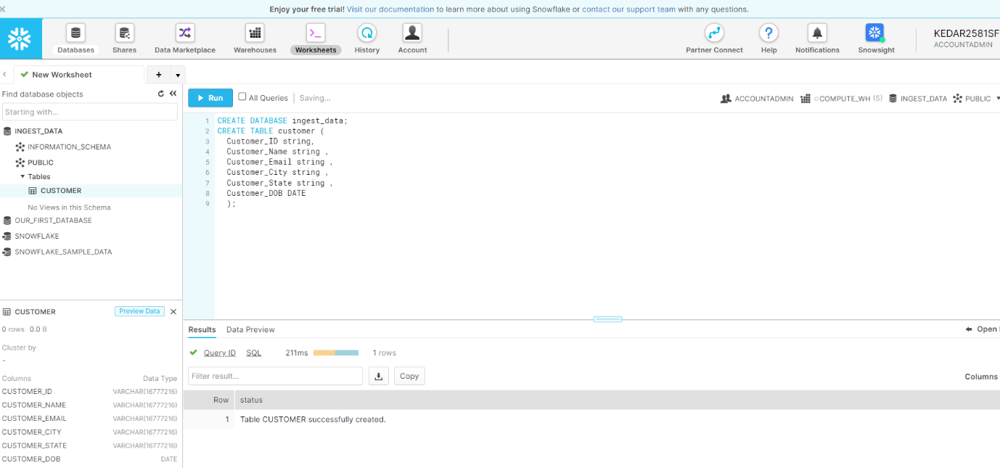 Enjoy your free trial! Visit our documentation to learn more about using Snowflake or contact our support team with any questions.
Databases
Shares
Data Marketplace
Warehouses
Worksheets
History
Account
Partner Connect
Help
Notifications
Snowsight
KEDAR2581SF
ACCOUNTADMIN
New Worksheet
Find database objects
Starting with...
INGEST_DATA
INFORMATION_SCHEMA
PUBLIC
Tables
CUSTOMER
No Views in this Schema
OUR_FIRST_DATABASE
SNOWFLAKE
SNOWFLAKE_SAMPLE_DATA
Run
All Queries
Saving...
ACCOUNTADMIN
COMPUTE_WH (S)
INGEST_DATA
PUBLIC
1 CREATE DATABASE ingest_data;
2 CREATE TABLE customer (
3 Customer_ID string,
4 Customer_Name string ,
5 Customer_Email string ,
6 Customer_City string ,
7 Customer_State string ,
8 Customer_DOB DATE
9 );
CUSTOMER
Preview Data
0 rows 0.0 B
Cluster by
-
Columns Data Type
CUSTOMER_ID VARCHAR(16777216)
CUSTOMER_NAME VARCHAR(16777216)
CUSTOMER_EMAIL VARCHAR(16777216)
CUSTOMER_CITY VARCHAR(16777216)
CUSTOMER_STATE VARCHAR(16777216)
CUSTOMER_DOB DATE
Results
Data Preview
Open
Query ID
SQL
211ms
1 rows
Filter result...
Copy
Columns
Row status
1 Table CUSTOMER successfully created.